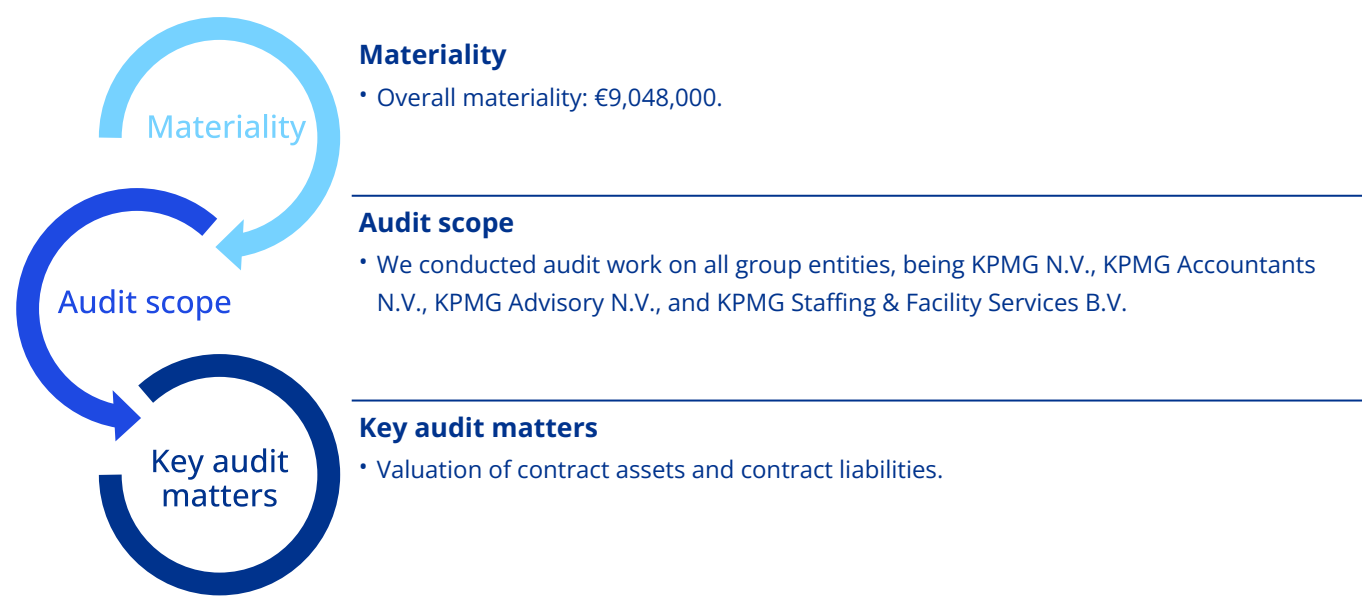 Materiality
Materiality
• Overall materiality: €9,048,000.
Audit scope
Audit scope
• We conducted audit work on all group entities, being KPMG N.V., KPMG Accountants
N.V., KPMG Advisory N.V., and KPMG Staffing & Facility Services B.V.
Key audit
matters
Key audit matters
• Valuation of contract assets and contract liabilities.